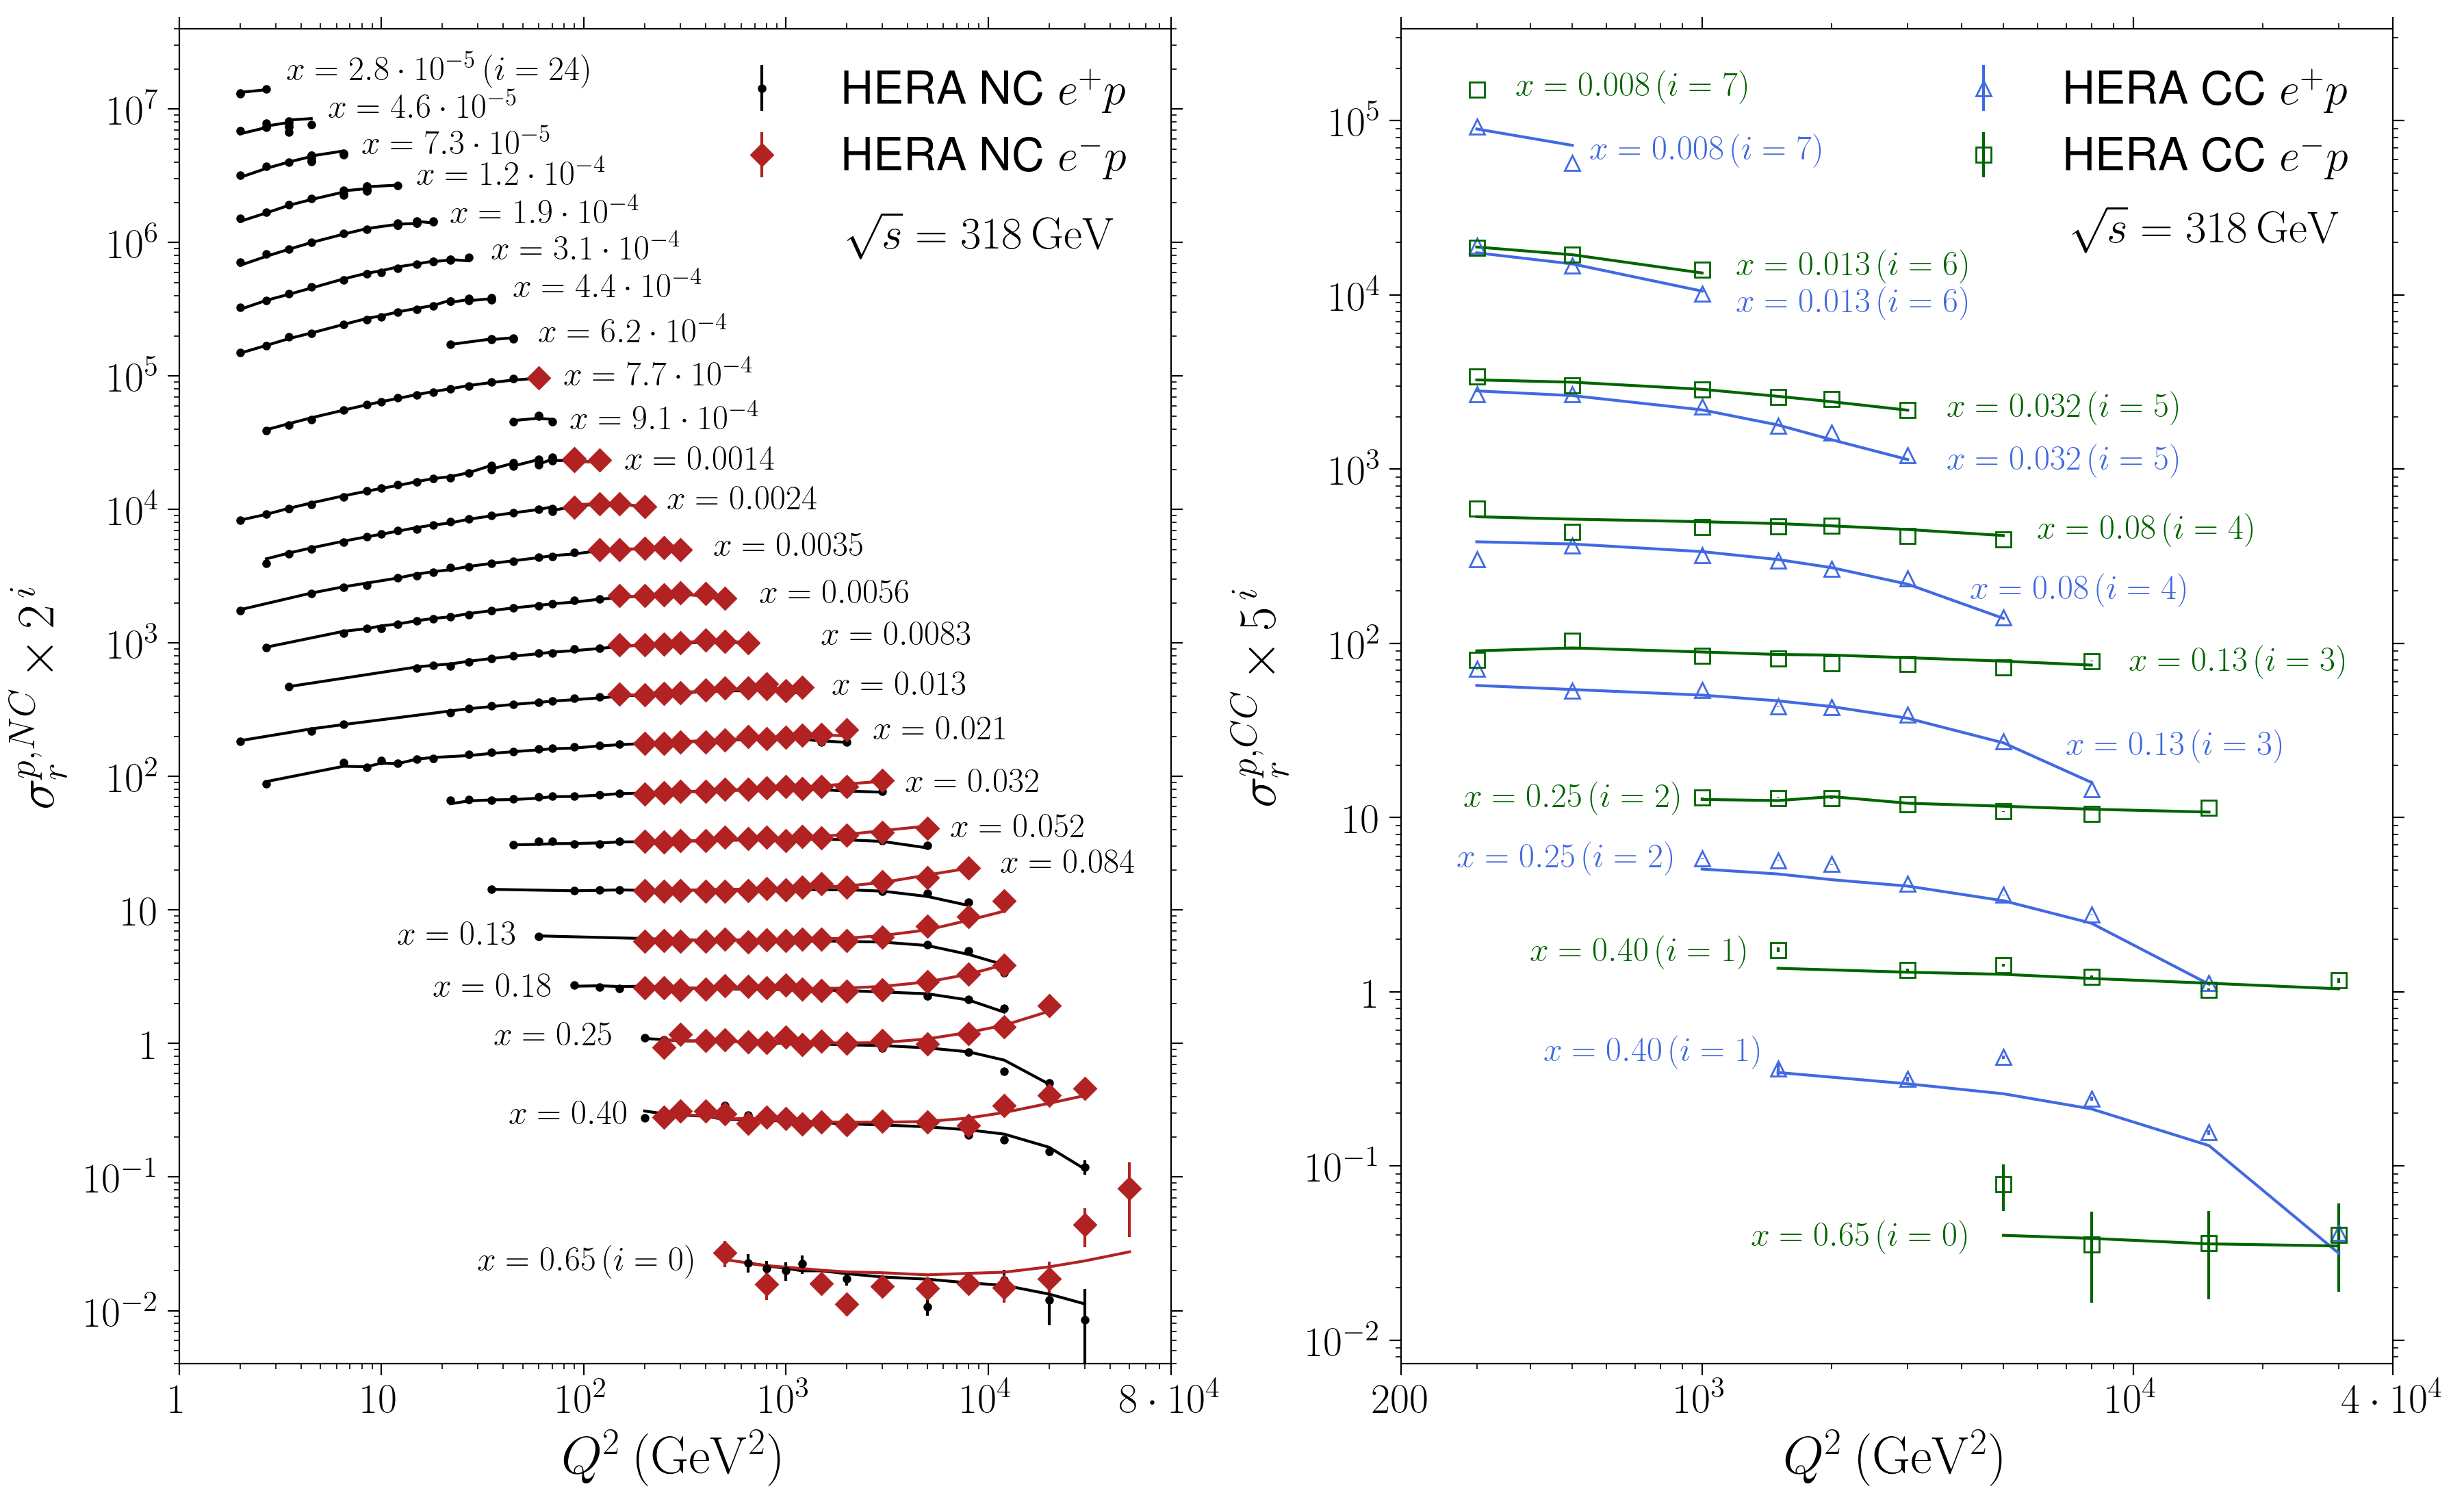 HERA NC e⁺p
HERA NC e⁻p
√s = 318 GeV
x = 2.8 · 10⁻⁵ (i = 24)
x = 4.6 · 10⁻⁵
x = 7.3 · 10⁻⁵
x = 1.2 · 10⁻⁴
x = 1.9 · 10⁻⁴
x = 3.1 · 10⁻⁴
x = 4.4 · 10⁻⁴
x = 6.2 · 10⁻⁴
x = 7.7 · 10⁻⁴
x = 9.1 · 10⁻⁴
x = 0.0014
x = 0.0024
x = 0.0035
x = 0.0056
x = 0.0083
x = 0.013
x = 0.021
x = 0.032
x = 0.052
x = 0.084
x = 0.13
x = 0.18
x = 0.25
x = 0.40
x = 0.65 (i = 0)
10⁷
10⁶
10⁵
10⁴
10³
10²
10
1
10⁻¹
10⁻²
σ_r^{p,NC} × 2^i
1 10 10² 10³ 10⁴ 8 · 10⁴
Q² (GeV²)
HERA CC e⁺p
HERA CC e⁻p
√s = 318 GeV
x = 0.008 (i = 7)
x = 0.008 (i = 7)
x = 0.013 (i = 6)
x = 0.013 (i = 6)
x = 0.032 (i = 5)
x = 0.032 (i = 5)
x = 0.08 (i = 4)
x = 0.08 (i = 4)
x = 0.13 (i = 3)
x = 0.13 (i = 3)
x = 0.25 (i = 2)
x = 0.25 (i = 2)
x = 0.40 (i = 1)
x = 0.40 (i = 1)
x = 0.65 (i = 0)
10⁵
10⁴
10³
10²
10
1
10⁻¹
10⁻²
σ_r^{p,CC} × 5^i
200 10³ 10⁴ 4 · 10⁴
Q² (GeV²)